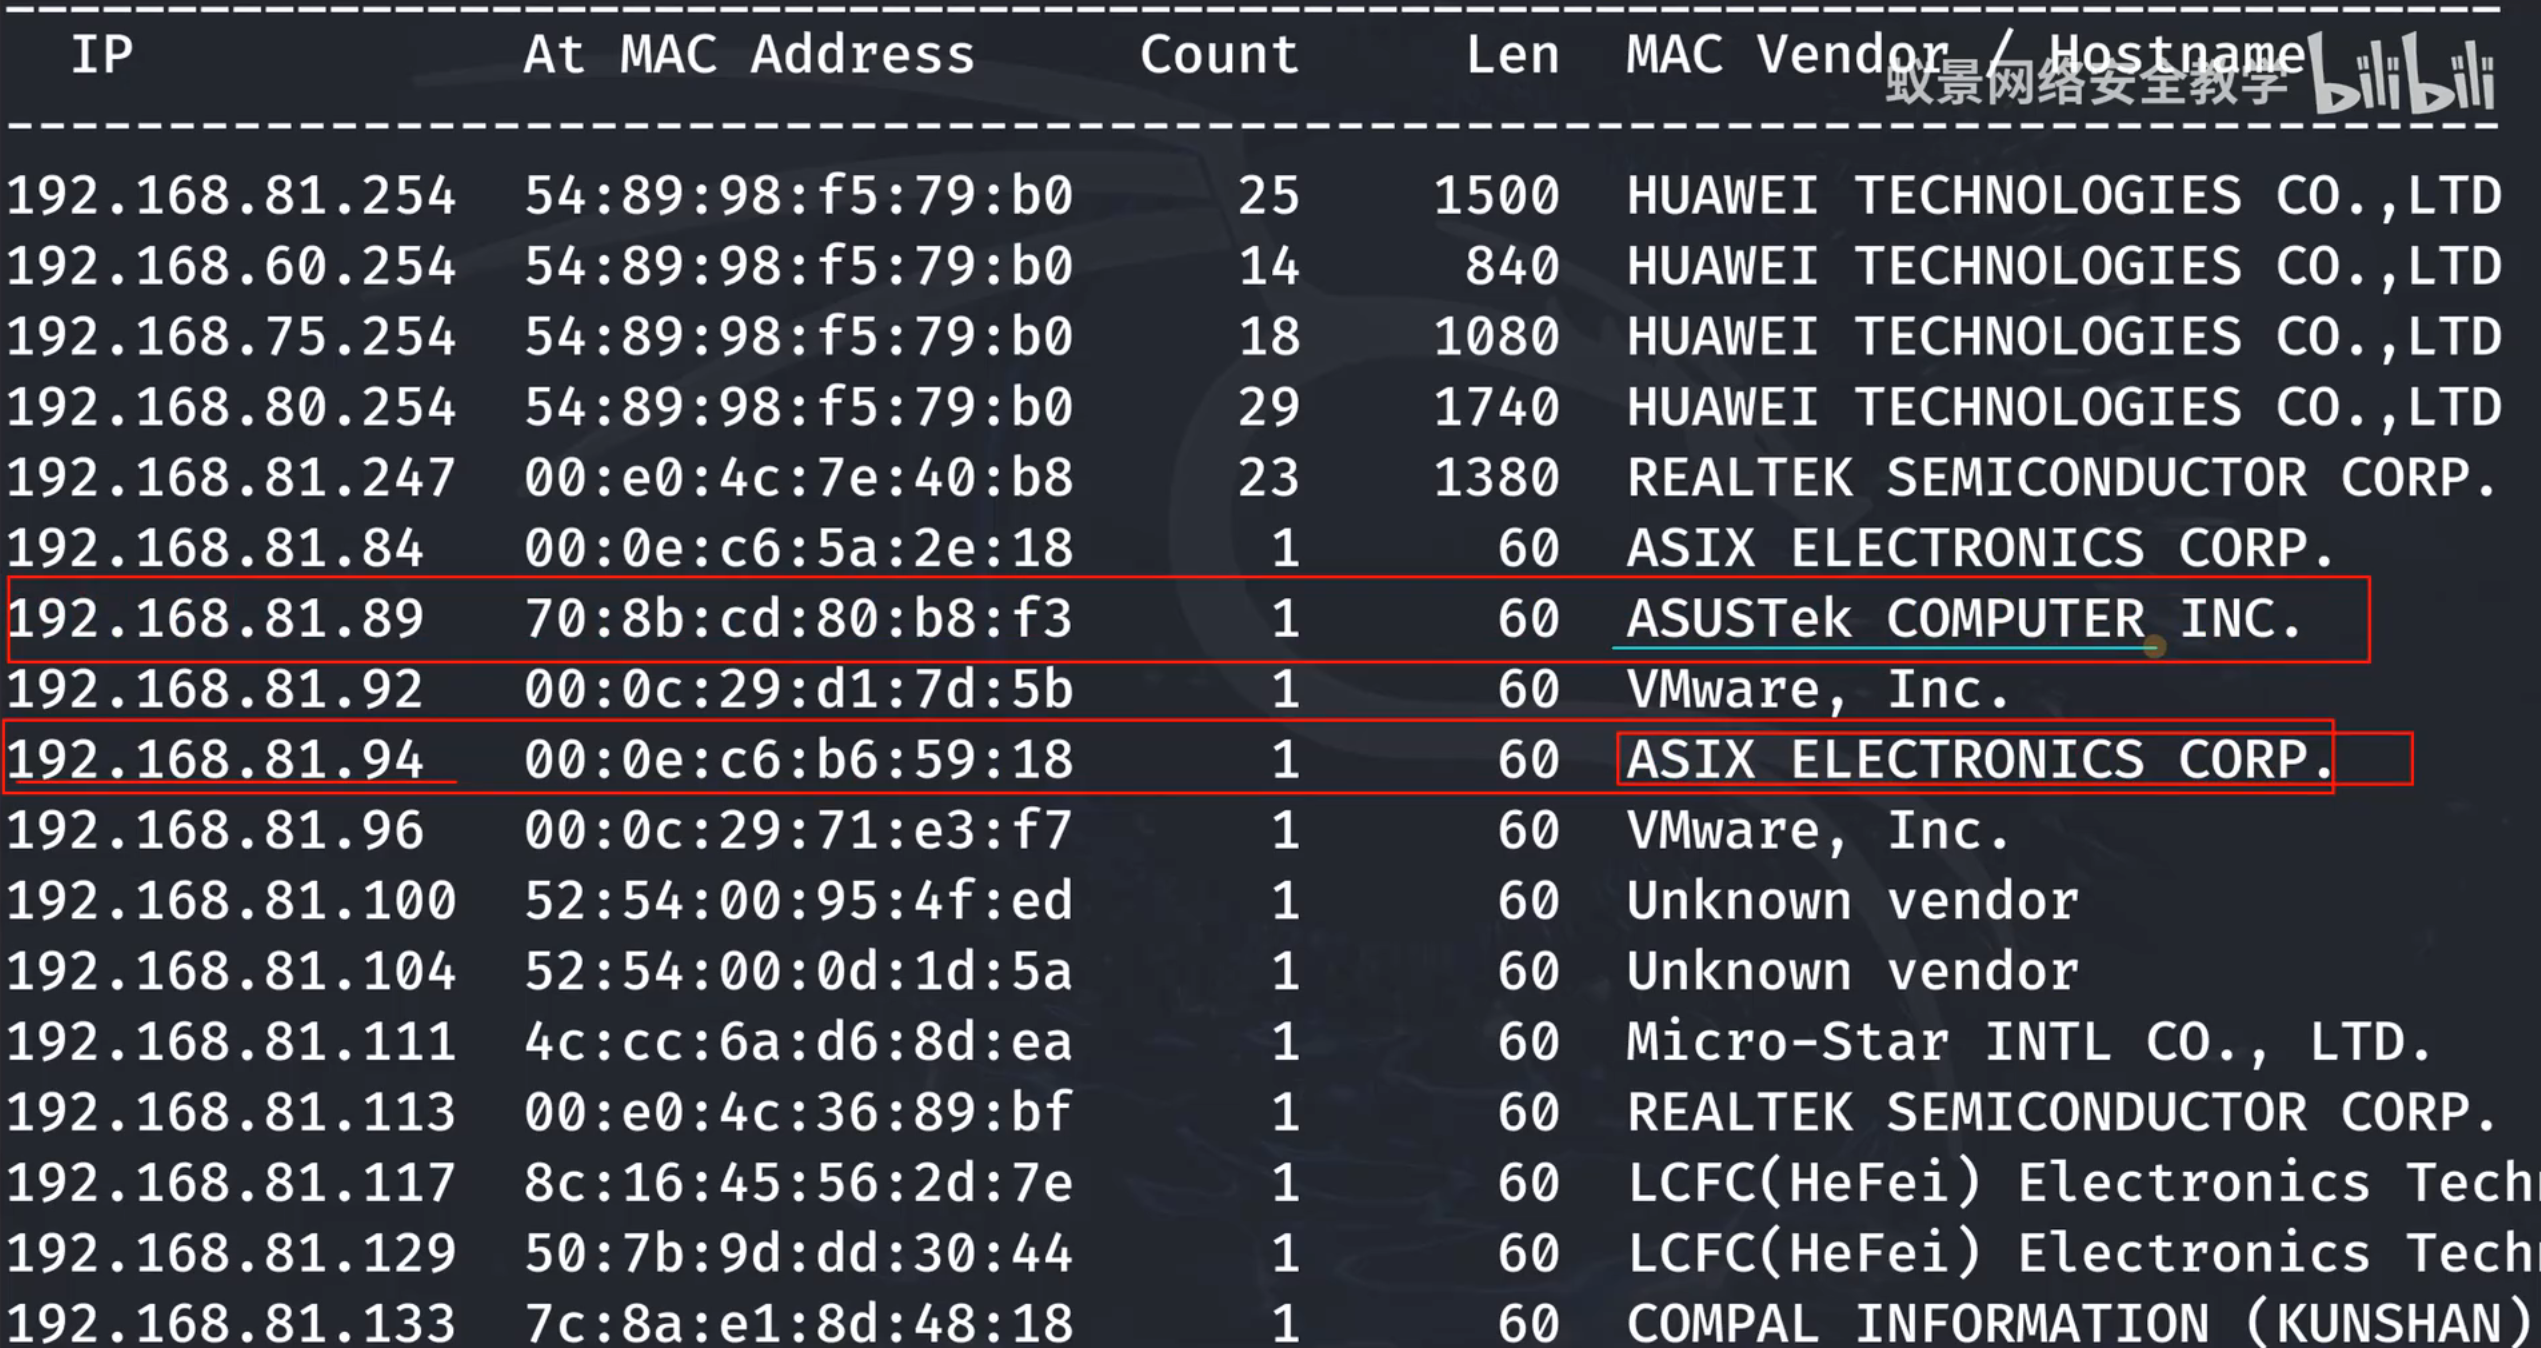 IP At MAC Address Count Len MAC Vendor / Hostname
蚁景网络安全教学 bilibili
192.168.81.254 54:89:98:f5:79:b0 25 1500 HUAWEI TECHNOLOGIES CO.,LTD
192.168.60.254 54:89:98:f5:79:b0 14 840 HUAWEI TECHNOLOGIES CO.,LTD
192.168.75.254 54:89:98:f5:79:b0 18 1080 HUAWEI TECHNOLOGIES CO.,LTD
192.168.80.254 54:89:98:f5:79:b0 29 1740 HUAWEI TECHNOLOGIES CO.,LTD
192.168.81.247 00:e0:4c:7e:40:b8 23 1380 REALTEK SEMICONDUCTOR CORP.
192.168.81.84 00:0e:c6:5a:2e:18 1 60 ASIX ELECTRONICS CORP.
192.168.81.89 70:8b:cd:80:b8:f3 1 60 ASUSTek COMPUTER INC.
192.168.81.92 00:0c:29:d1:7d:5b 1 60 VMware, Inc.
192.168.81.94 00:0e:c6:b6:59:18 1 60 ASIX ELECTRONICS CORP.
192.168.81.96 00:0c:29:71:e3:f7 1 60 VMware, Inc.
192.168.81.100 52:54:00:95:4f:ed 1 60 Unknown vendor
192.168.81.104 52:54:00:0d:1d:5a 1 60 Unknown vendor
192.168.81.111 4c:cc:6a:d6:8d:ea 1 60 Micro-Star INTL CO., LTD.
192.168.81.113 00:e0:4c:36:89:bf 1 60 REALTEK SEMICONDUCTOR CORP.
192.168.81.117 8c:16:45:56:2d:7e 1 60 LCFC(HeFei) Electronics Tech
192.168.81.129 50:7b:9d:dd:30:44 1 60 LCFC(HeFei) Electronics Tech
192.168.81.133 7c:8a:e1:8d:48:18 1 60 COMPAL INFORMATION (KUNSHAN)